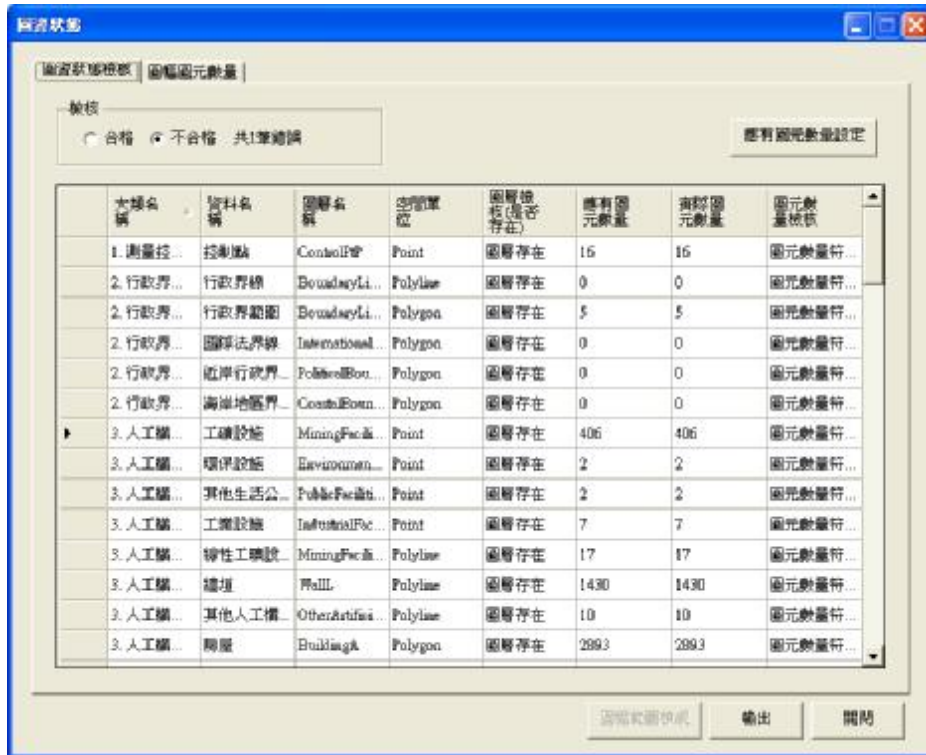 圖資狀態
圖資狀態檢核 圖幅圖元數量
檢核
合格 不合格 共1筆錯誤
應有圖元數量設定
大類名稱 資料名稱 圖層名稱 空間單位 圖層檢核(是否存在) 應有圖元數量 實際圖元數量 圖元數量檢核
1. 測量控... 控制點 Point 圖層存在 16 16 圖元數量符...
2. 行政界... 行政界線 BoundaryLi... Polyline 圖層存在 0 0 圖元數量符...
2. 行政界... 行政界範圍 BoundaryLi... Polygon 圖層存在 5 5 圖元數量符...
2. 行政界... 國際法界線 International... Polygon 圖層存在 0 0 圖元數量符...
2. 行政界... 近岸行政界... PoliticalBou... Polygon 圖層存在 0 0 圖元數量符...
2. 行政界... 海岸地區界... CoastalBoun... Polygon 圖層存在 0 0 圖元數量符...
3. 人工構... 工礦設施 MiningFacili... Point 圖層存在 406 406 圖元數量符...
3. 人工構... 環保設施 Environmen... Point 圖層存在 2 2 圖元數量符...
3. 人工構... 其他生活公... PublicFaciliti... Point 圖層存在 2 2 圖元數量符...
3. 人工構... 工業設施 IndustrialFac... Point 圖層存在 7 7 圖元數量符...
3. 人工構... 線性工礦設... MiningFacili... Polyline 圖層存在 17 17 圖元數量符...
3. 人工構... 牆垣 WallL Polyline 圖層存在 1430 1430 圖元數量符...
3. 人工構... 其他人工構... OtherArtifici... Polyline 圖層存在 10 10 圖元數量符...
3. 人工構... 房屋 BuildingA Polygon 圖層存在 2893 2893 圖元數量符...
輸出 關閉